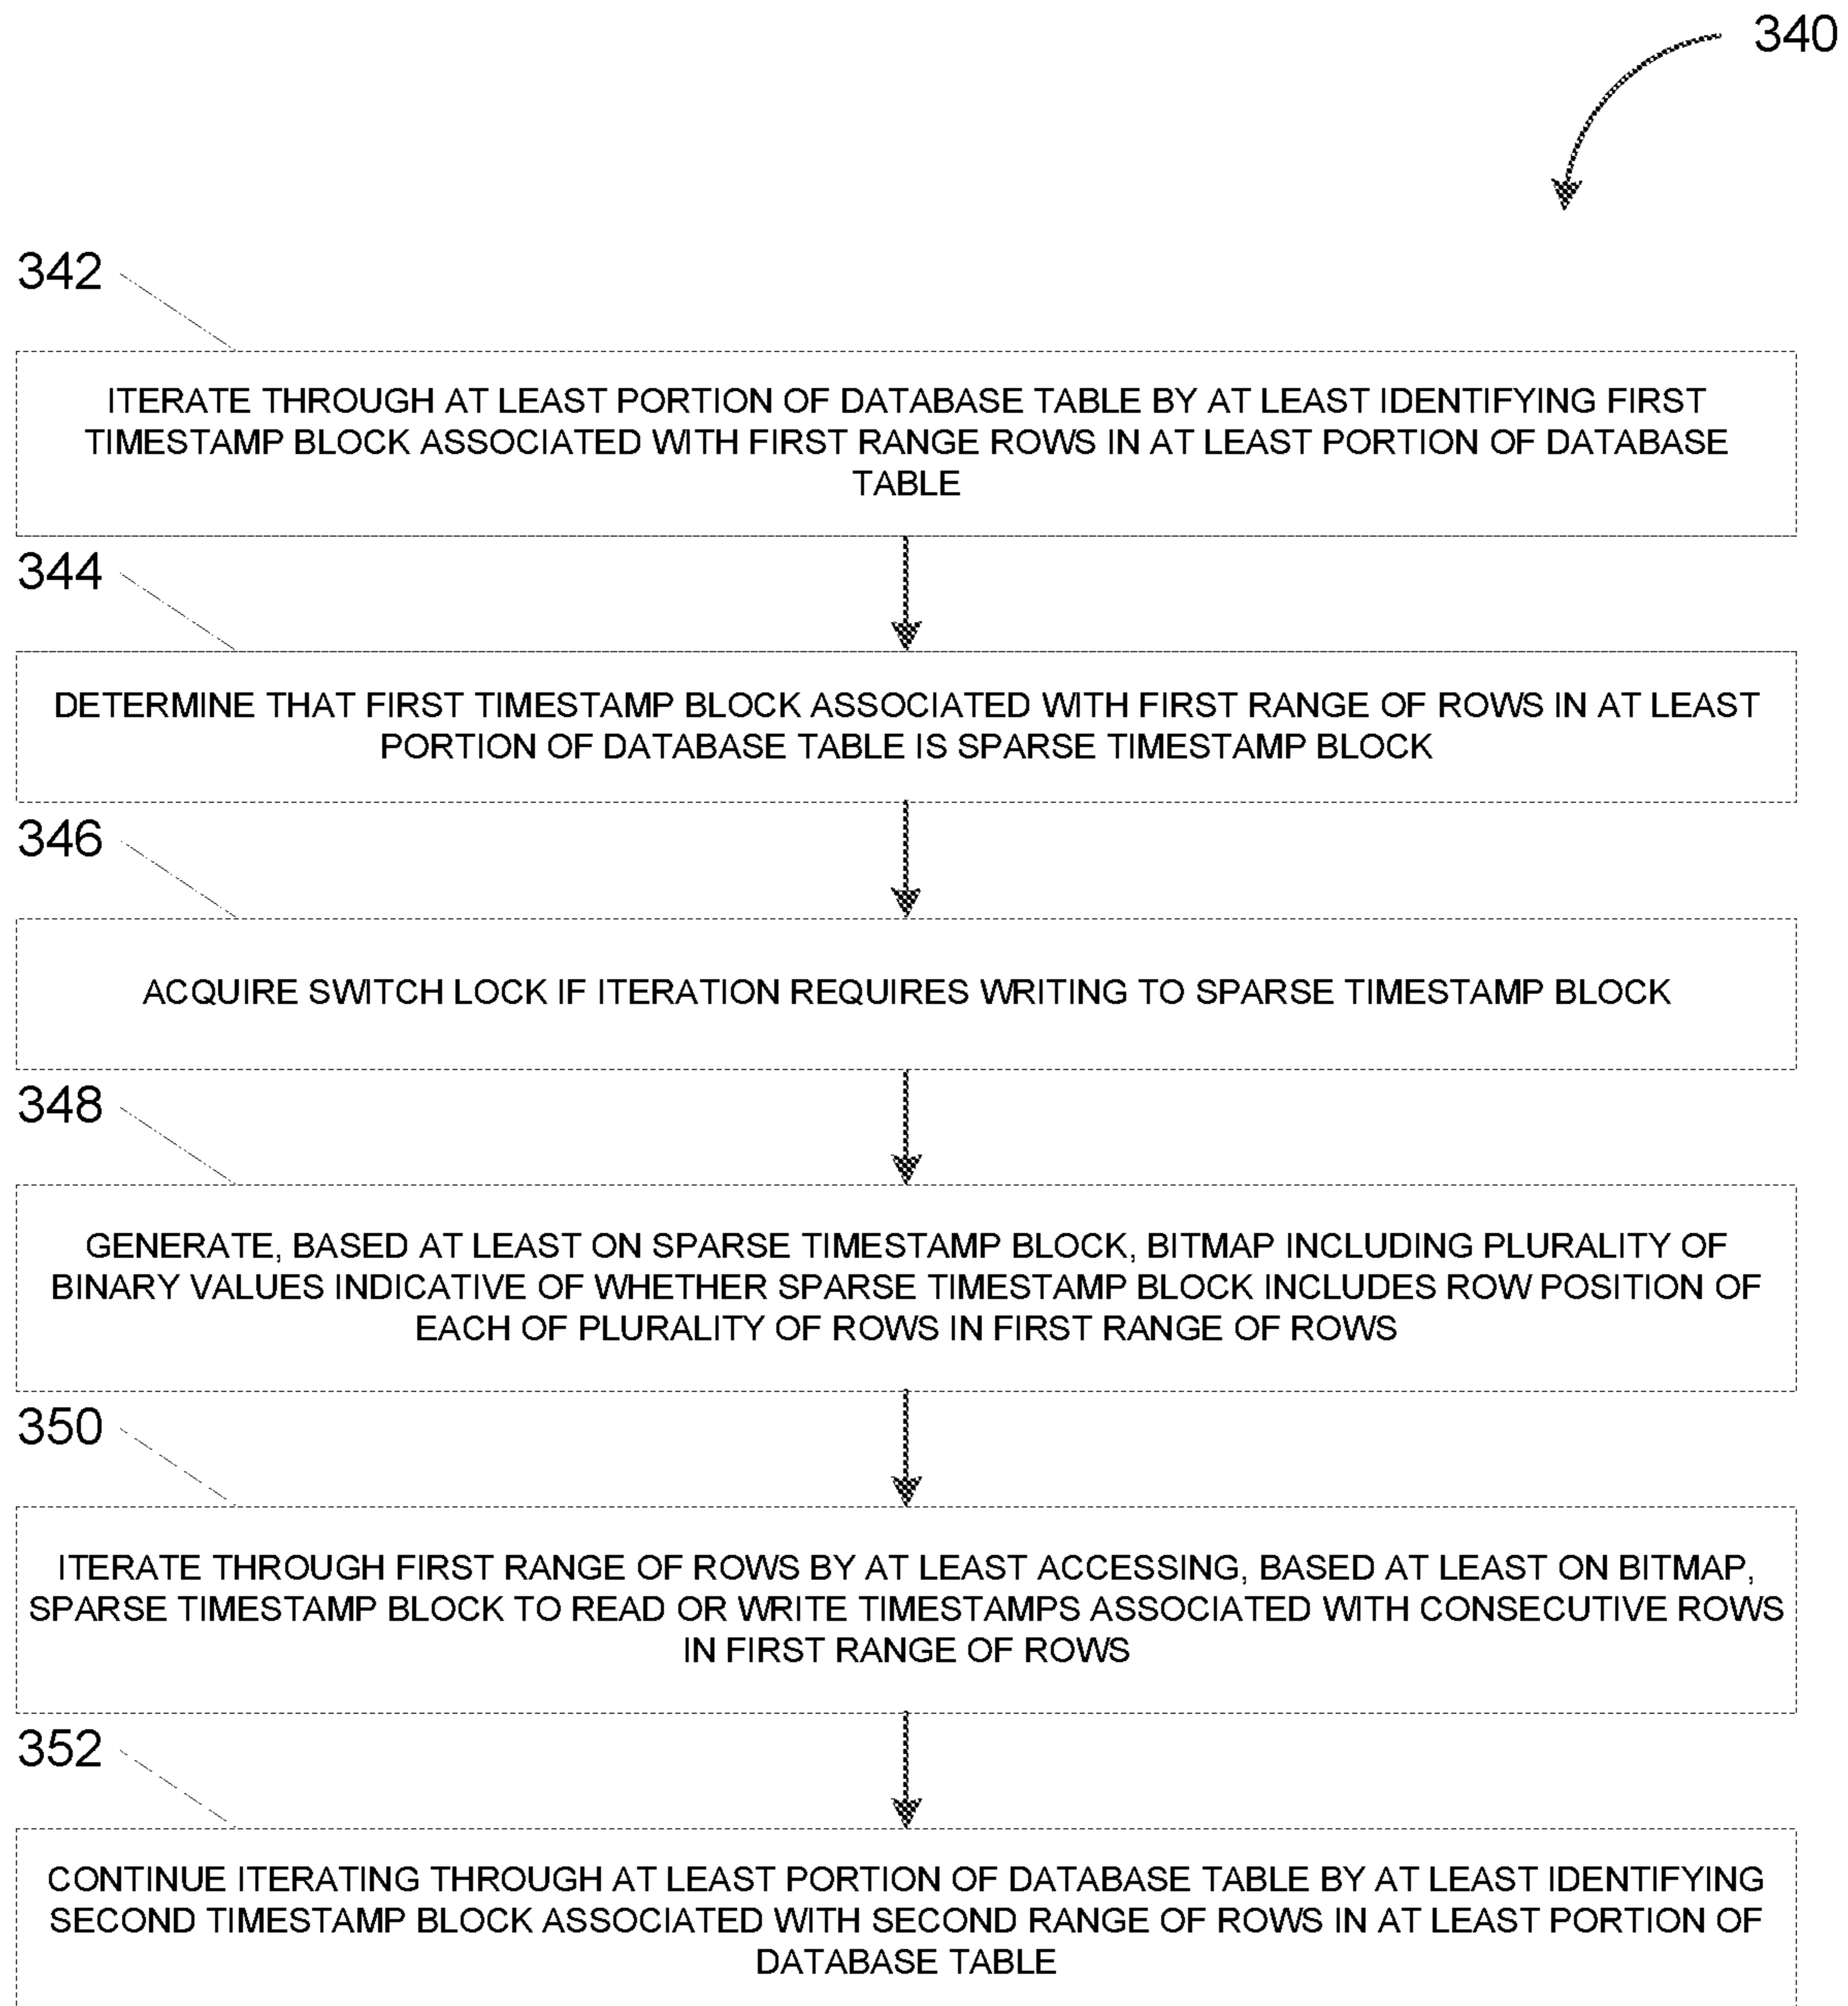 340
342
ITERATE THROUGH AT LEAST PORTION OF DATABASE TABLE BY AT LEAST IDENTIFYING FIRST
TIMESTAMP BLOCK ASSOCIATED WITH FIRST RANGE ROWS IN AT LEAST PORTION OF DATABASE
TABLE
344
DETERMINE THAT FIRST TIMESTAMP BLOCK ASSOCIATED WITH FIRST RANGE OF ROWS IN AT LEAST
PORTION OF DATABASE TABLE IS SPARSE TIMESTAMP BLOCK
346
ACQUIRE SWITCH LOCK IF ITERATION REQUIRES WRITING TO SPARSE TIMESTAMP BLOCK
348
GENERATE, BASED AT LEAST ON SPARSE TIMESTAMP BLOCK, BITMAP INCLUDING PLURALITY OF
BINARY VALUES INDICATIVE OF WHETHER SPARSE TIMESTAMP BLOCK INCLUDES ROW POSITION OF
EACH OF PLURALITY OF ROWS IN FIRST RANGE OF ROWS
350
ITERATE THROUGH FIRST RANGE OF ROWS BY AT LEAST ACCESSING, BASED AT LEAST ON BITMAP,
SPARSE TIMESTAMP BLOCK TO READ OR WRITE TIMESTAMPS ASSOCIATED WITH CONSECUTIVE ROWS
IN FIRST RANGE OF ROWS
352
CONTINUE ITERATING THROUGH AT LEAST PORTION OF DATABASE TABLE BY AT LEAST IDENTIFYING
SECOND TIMESTAMP BLOCK ASSOCIATED WITH SECOND RANGE OF ROWS IN AT LEAST PORTION OF
DATABASE TABLE